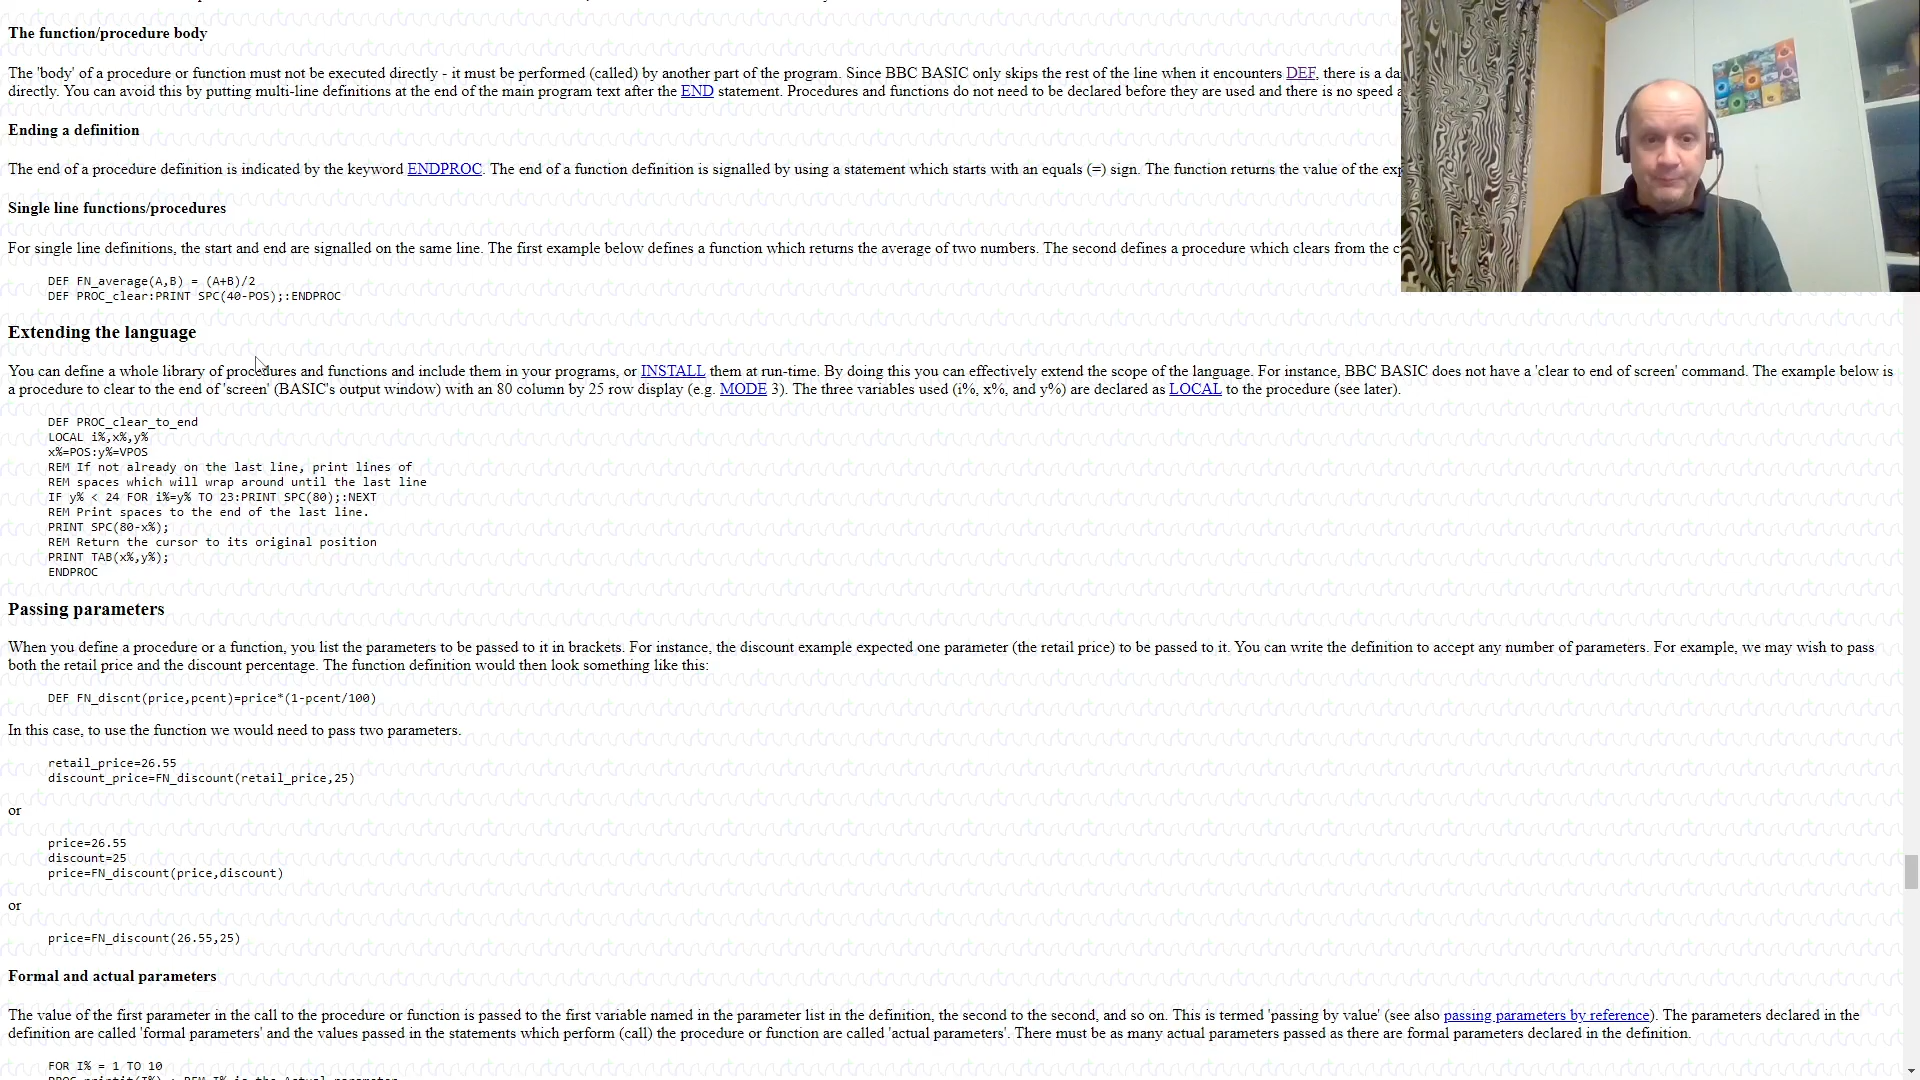 The function/procedure body
The 'body' of a procedure or function must not be executed directly - it must be performed (called) by another part of the program. Since BBC BASIC only skips the rest of the line when it encounters DEF, there is a da
directly. You can avoid this by putting multi-line definitions at the end of the main program text after the END statement. Procedures and functions do not need to be declared before they are used and there is no speed a
Ending a definition
The end of a procedure definition is indicated by the keyword ENDPROC. The end of a function definition is signalled by using a statement which starts with an equals (=) sign. The function returns the value of the exp
Single line functions/procedures
For single line definitions, the start and end are signalled on the same line. The first example below defines a function which returns the average of two numbers. The second defines a procedure which clears from the c
DEF FN_average(A,B) = (A+B)/2
DEF PROC_clear:PRINT SPC(40-POS);:ENDPROC
Extending the language
You can define a whole library of procedures and functions and include them in your programs, or INSTALL them at run-time. By doing this you can effectively extend the scope of the language. For instance, BBC BASIC does not have a 'clear to end of screen' command. The example below is
a procedure to clear to the end of 'screen' (BASIC's output window) with an 80 column by 25 row display (e.g. MODE 3). The three variables used (i%, x%, and y%) are declared as LOCAL to the procedure (see later).
DEF PROC_clear_to_end
LOCAL i%,x%,y%
x%=POS:y%=VPOS
REM If not already on the last line, print lines of
REM spaces which will wrap around until the last line
IF y% < 24 FOR i%=y% TO 23:PRINT SPC(80);:NEXT
REM Print spaces to the end of the last line.
PRINT SPC(80-x%);
REM Return the cursor to its original position
PRINT TAB(x%,y%);
ENDPROC
Passing parameters
When you define a procedure or a function, you list the parameters to be passed to it in brackets. For instance, the discount example expected one parameter (the retail price) to be passed to it. You can write the definition to accept any number of parameters. For example, we may wish to pass
both the retail price and the discount percentage. The function definition would then look something like this:
DEF FN_discnt(price,pcent)=price*(1-pcent/100)
In this case, to use the function we would need to pass two parameters.
retail_price=26.55
discount_price=FN_discount(retail_price,25)
or
price=26.55
discount=25
price=FN_discount(price,discount)
or
price=FN_discount(26.55,25)
Formal and actual parameters
The value of the first parameter in the call to the procedure or function is passed to the first variable named in the parameter list in the definition, the second to the second, and so on. This is termed 'passing by value' (see also passing parameters by reference). The parameters declared in the
definition are called 'formal parameters' and the values passed in the statements which perform (call) the procedure or function are called 'actual parameters'. There must be as many actual parameters passed as there are formal parameters declared in the definition.
FOR I% = 1 TO 10